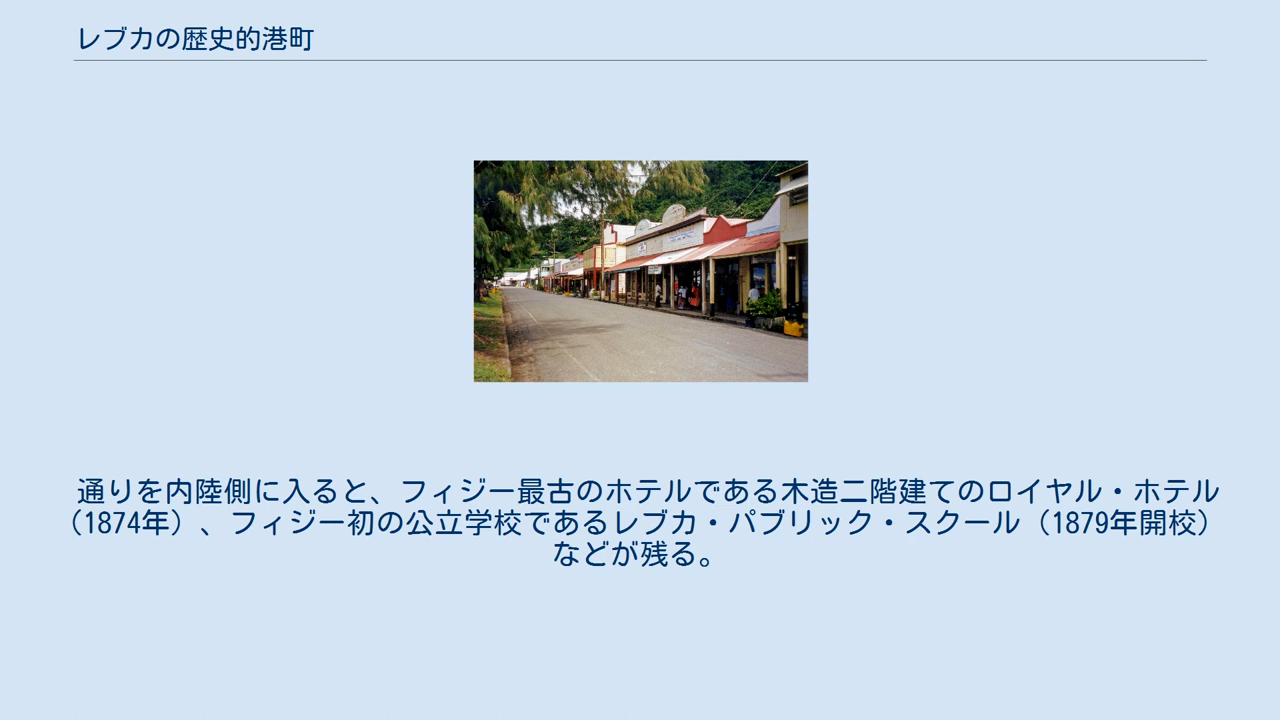 レブカの歴史的港町
通りを内陸側に入ると、フィジー最古のホテルである木造二階建てのロイヤル・ホテル
（1874年）、フィジー初の公立学校であるレブカ・パブリック・スクール（1879年開校）
などが残る。